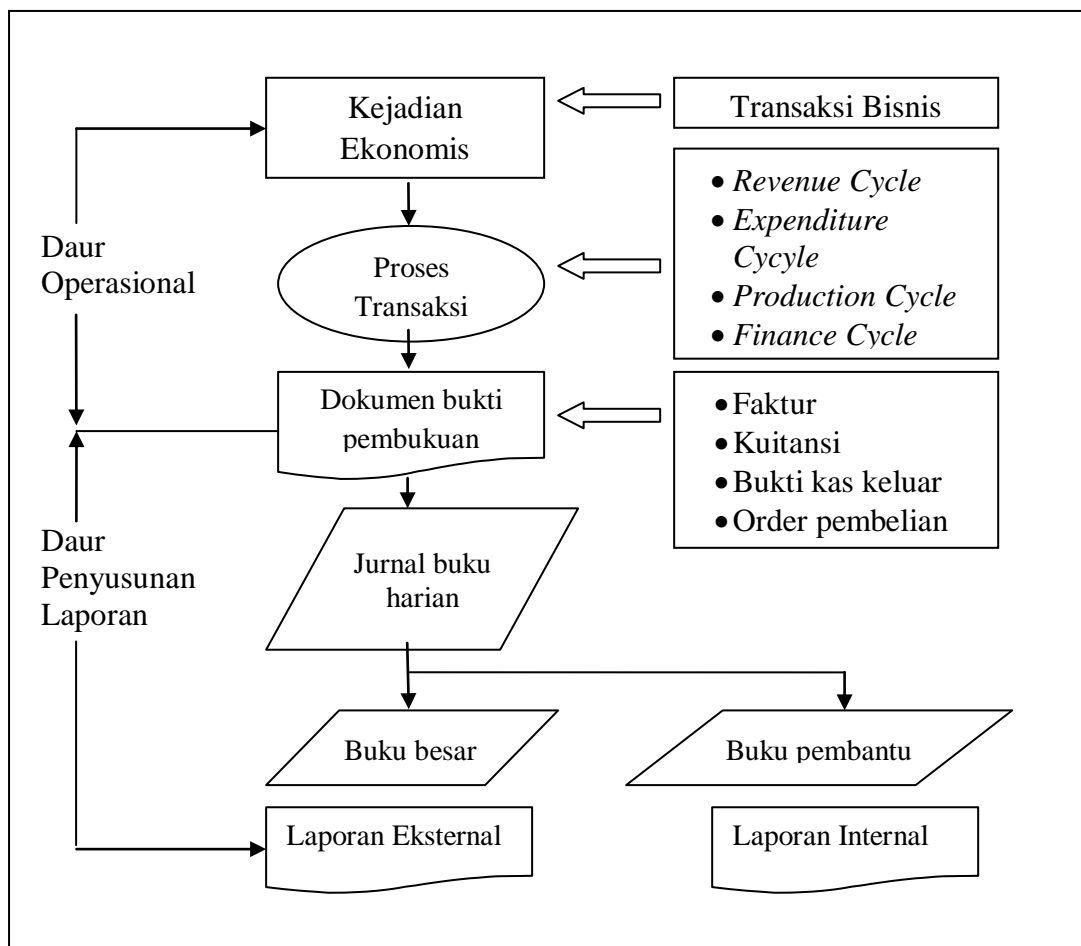 Kejadian
Ekonomis
Transaksi Bisnis
• Revenue Cycle
• Expenditure
Cycyle
• Production Cycle
• Finance Cycle
Daur
Operasional
Proses
Transaksi
Dokumen bukti
pembukuan
• Faktur
• Kuitansi
• Bukti kas keluar
• Order pembelian
Daur
Penyusunan
Laporan
Jurnal buku
harian
Buku besar
Buku pembantu
Laporan Eksternal
Laporan Internal